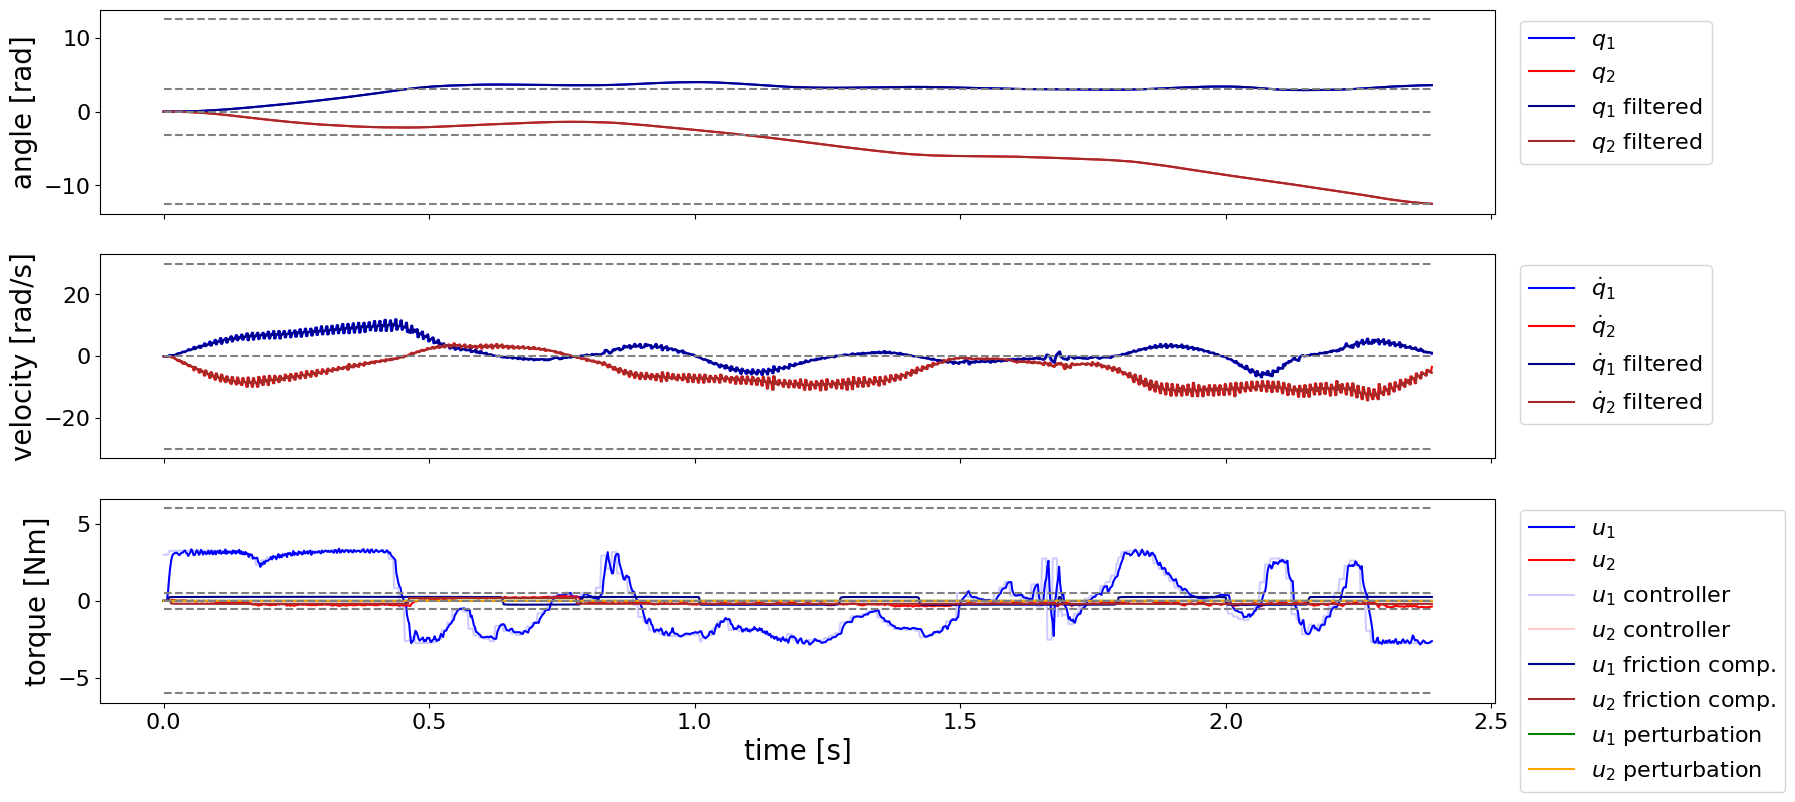 angle [rad]
10
0
−10
q₁
q₂
q₁ filtered
q₂ filtered
velocity [rad/s]
20
0
−20
q̇₁
q̇₂
q̇₁ filtered
q̇₂ filtered
torque [Nm]
5
0
−5
0.0 0.5 1.0 1.5 2.0 2.5
time [s]
u₁
u₂
u₁ controller
u₂ controller
u₁ friction comp.
u₂ friction comp.
u₁ perturbation
u₂ perturbation